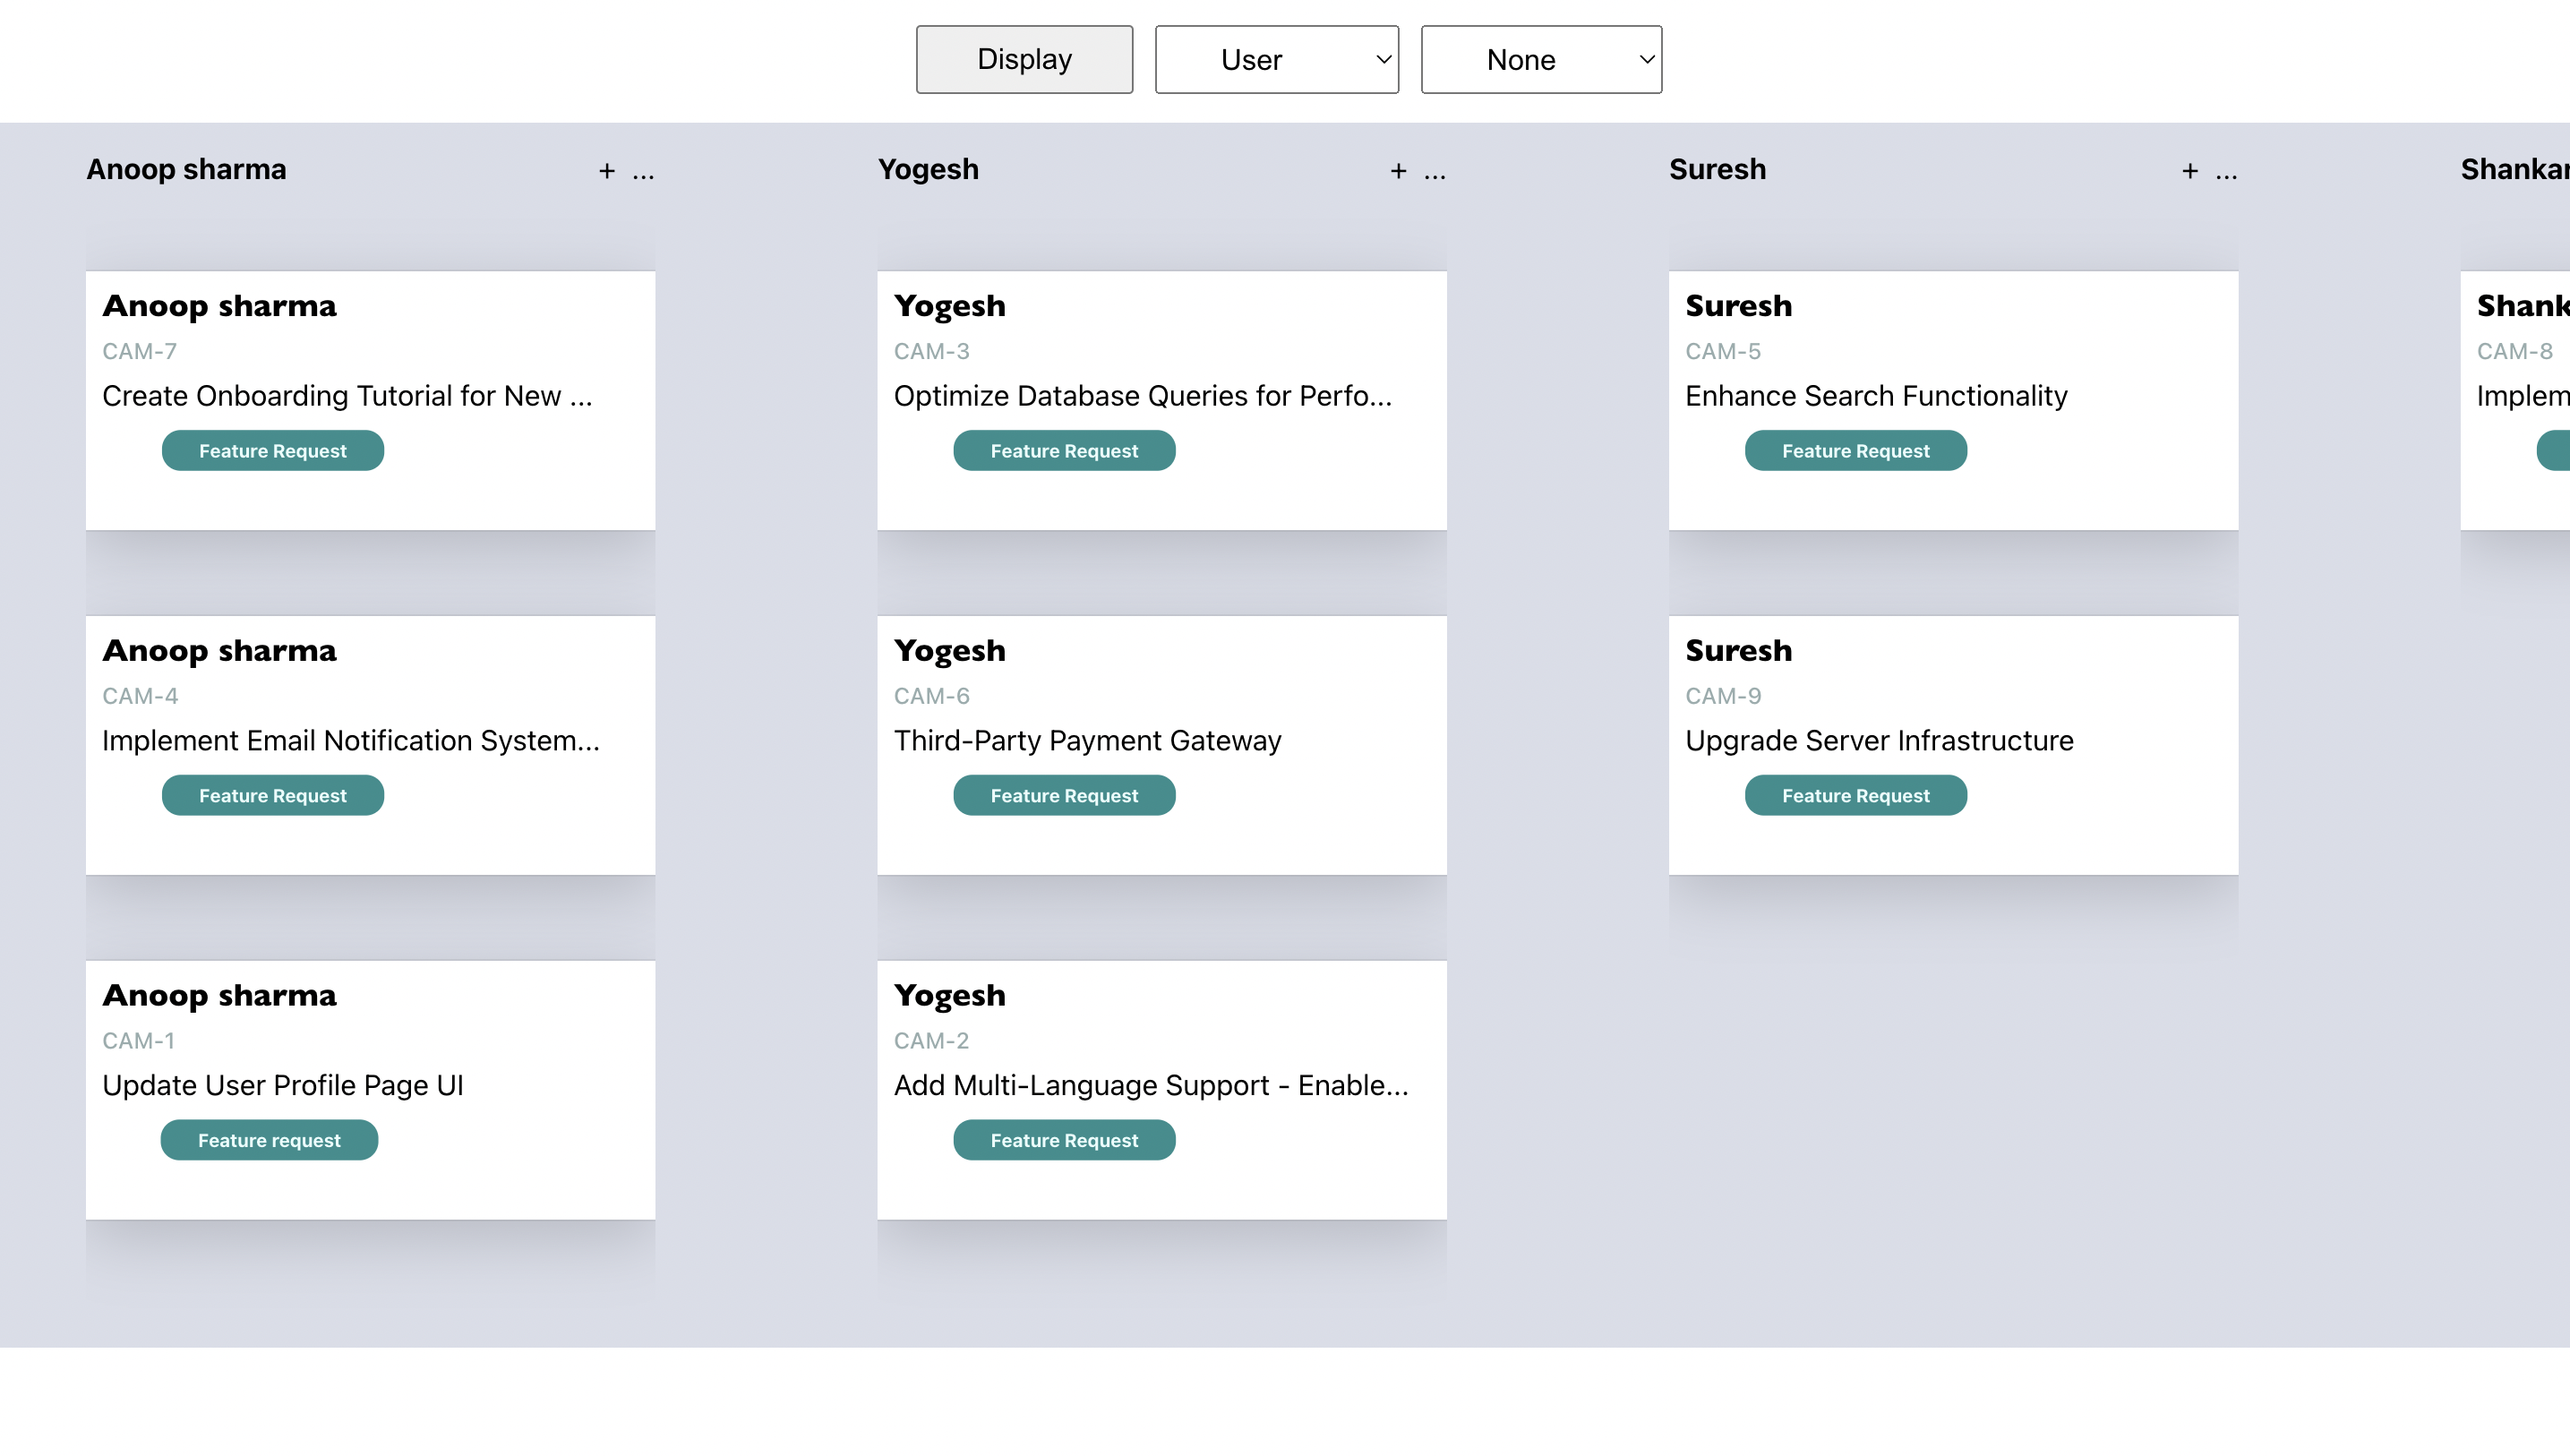 Display User None
Anoop sharma + ...
Anoop sharma
CAM-7
Create Onboarding Tutorial for New ...
Feature Request
Anoop sharma
CAM-4
Implement Email Notification System...
Feature Request
Anoop sharma
CAM-1
Update User Profile Page UI
Feature request
Yogesh + ...
Yogesh
CAM-3
Optimize Database Queries for Perfo...
Feature Request
Yogesh
CAM-6
Third-Party Payment Gateway
Feature Request
Yogesh
CAM-2
Add Multi-Language Support - Enable...
Feature Request
Suresh + ...
Suresh
CAM-5
Enhance Search Functionality
Feature Request
Suresh
CAM-9
Upgrade Server Infrastructure
Feature Request
Shankar
Shank
CAM-8
Implem